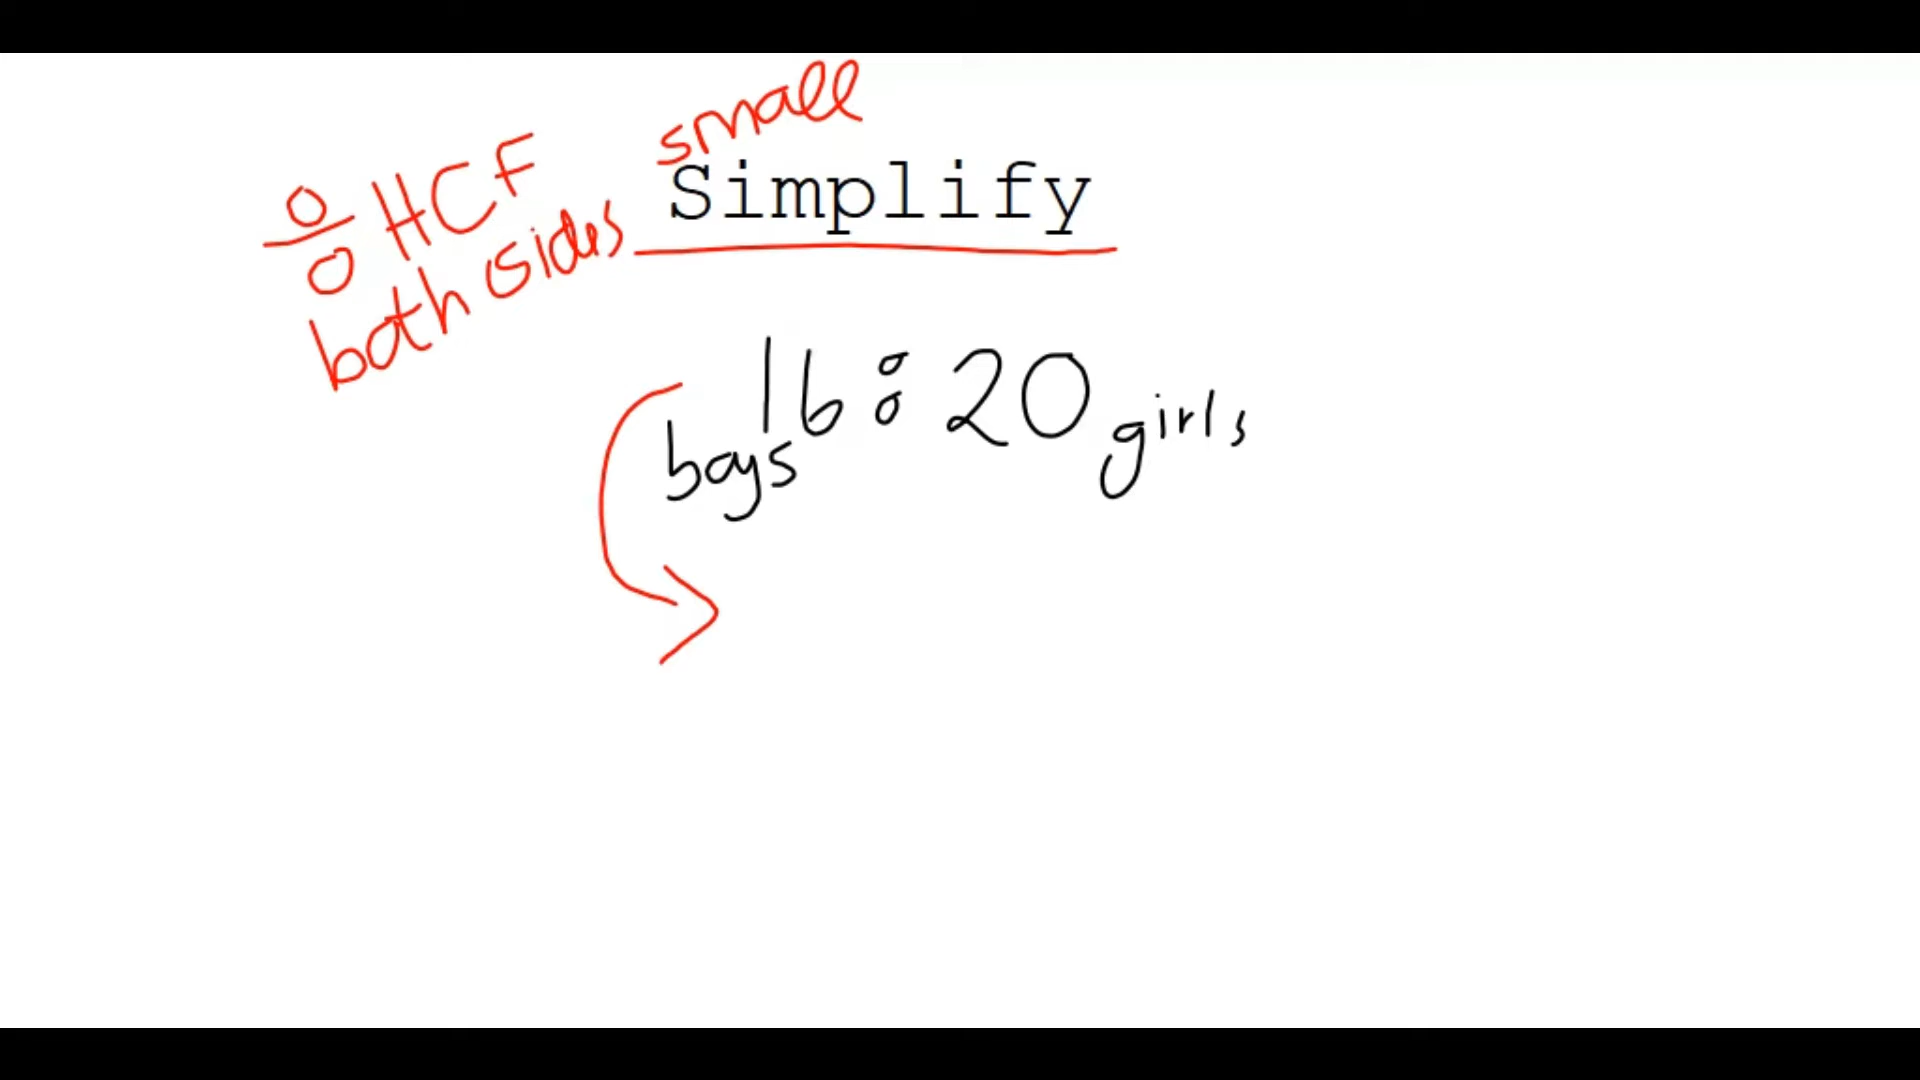 small
Simplify
÷ HCF
both sides
16 : 20
boys girls